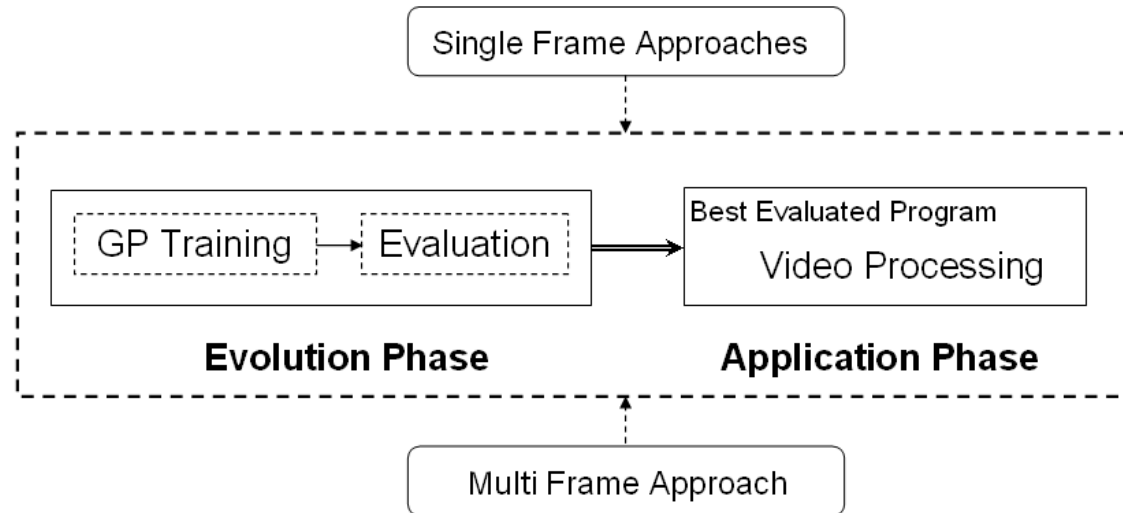 Single Frame Approaches
Best Evaluated Program
GP Training Evaluation
Video Processing
Evolution Phase Application Phase
Multi Frame Approach